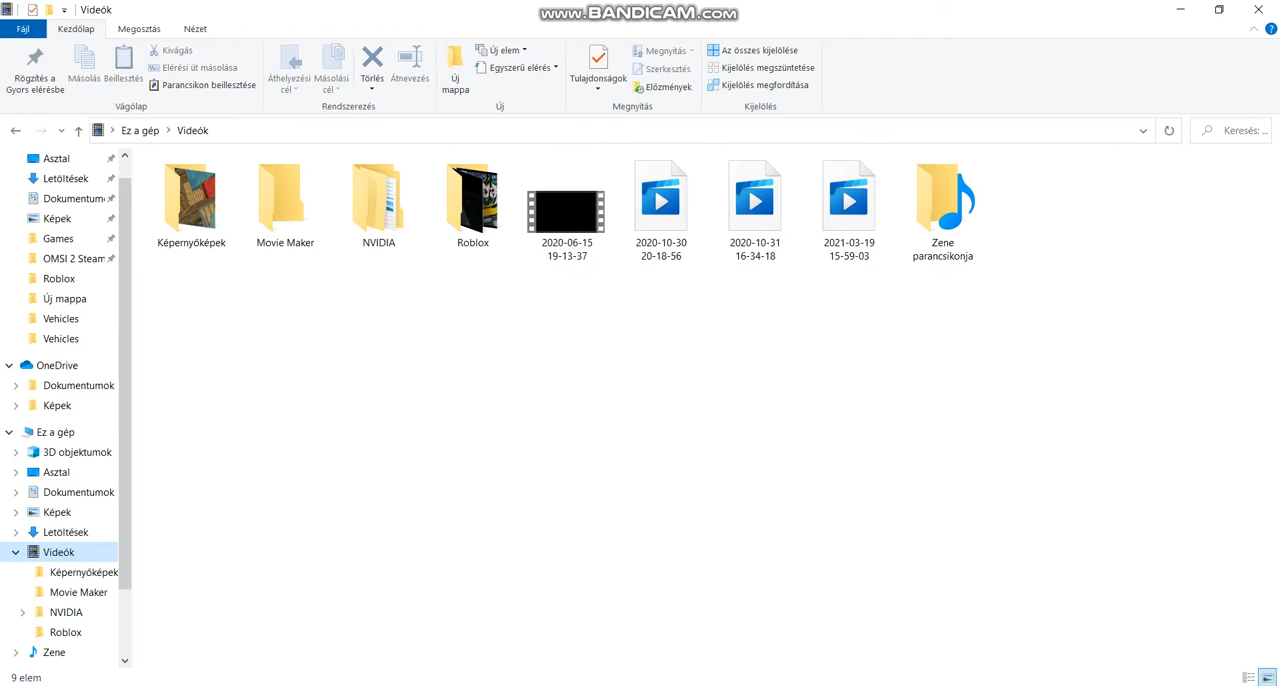 Videók
www.BANDICAM.com
Fájl
Kezdőlap
Megosztás
Nézet
Rögzítés a
Gyors elérésbe
Másolás
Beillesztés
Kivágás
Elérési út másolása
Parancsikon beillesztése
Vágólap
Áthelyezési
cél
Másolási
cél
Törlés
Átnevezés
Rendszerezés
Új
mappa
Új elem
Egyszerű elérés
Új
Tulajdonságok
Megnyitás
Szerkesztés
Előzmények
Megnyitás
Az összes kijelölése
Kijelölés megszüntetése
Kijelölés megfordítása
Kijelölés
Ez a gép
Videók
Keresés: ...
Asztal
Letöltések
Dokumentumo
Képek
Games
OMSI 2 Steam
Roblox
Új mappa
Vehicles
Vehicles
OneDrive
Dokumentumok
Képek
Ez a gép
3D objektumok
Asztal
Dokumentumok
Képek
Letöltések
Videók
Képernyőképek
Movie Maker
NVIDIA
Roblox
Zene
Képernyőképek
Movie Maker
NVIDIA
Roblox
2020-06-15
19-13-37
2020-10-30
20-18-56
2020-10-31
16-34-18
2021-03-19
15-59-03
Zene
parancsikonja
9 elem